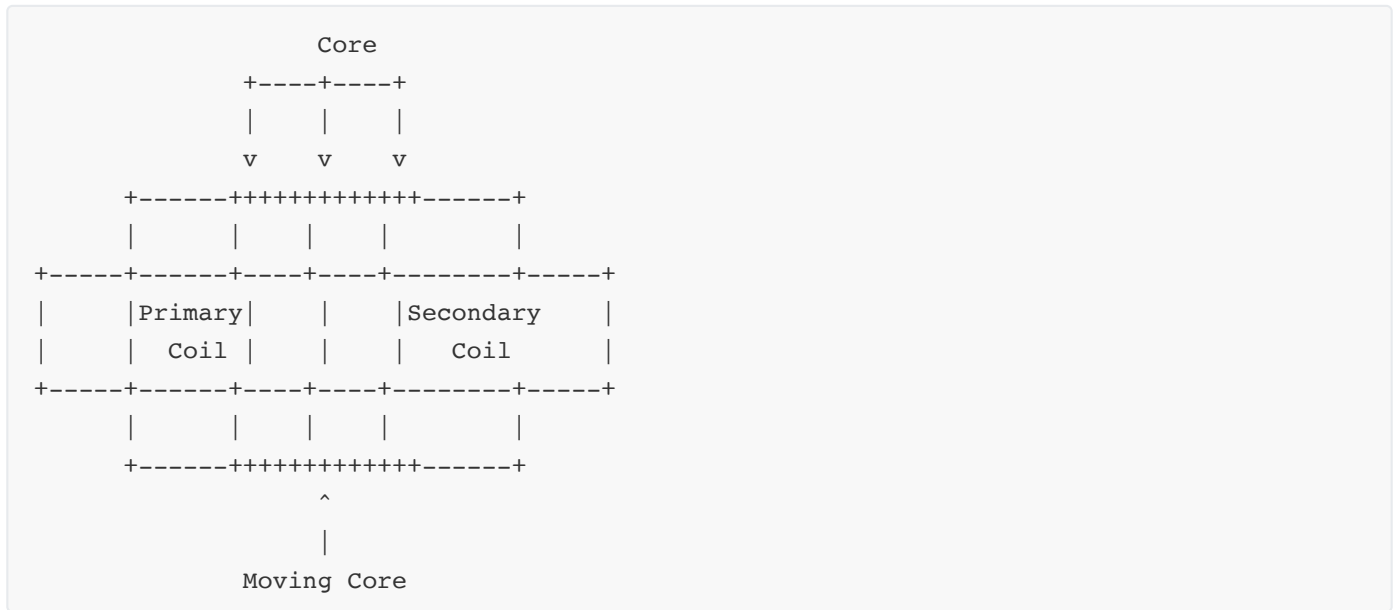 Core
+----+----+
|    |    |
v    v    v
+------+++++++++++++------+
|      |    |    |        |
+-----+------+----+----+--------+-----+
|     |Primary|    |    |Secondary    |
|     |  Coil |    |    |   Coil      |
+-----+------+----+----+--------+-----+
|      |    |    |        |
+------+++++++++++++------+
^
|
Moving Core